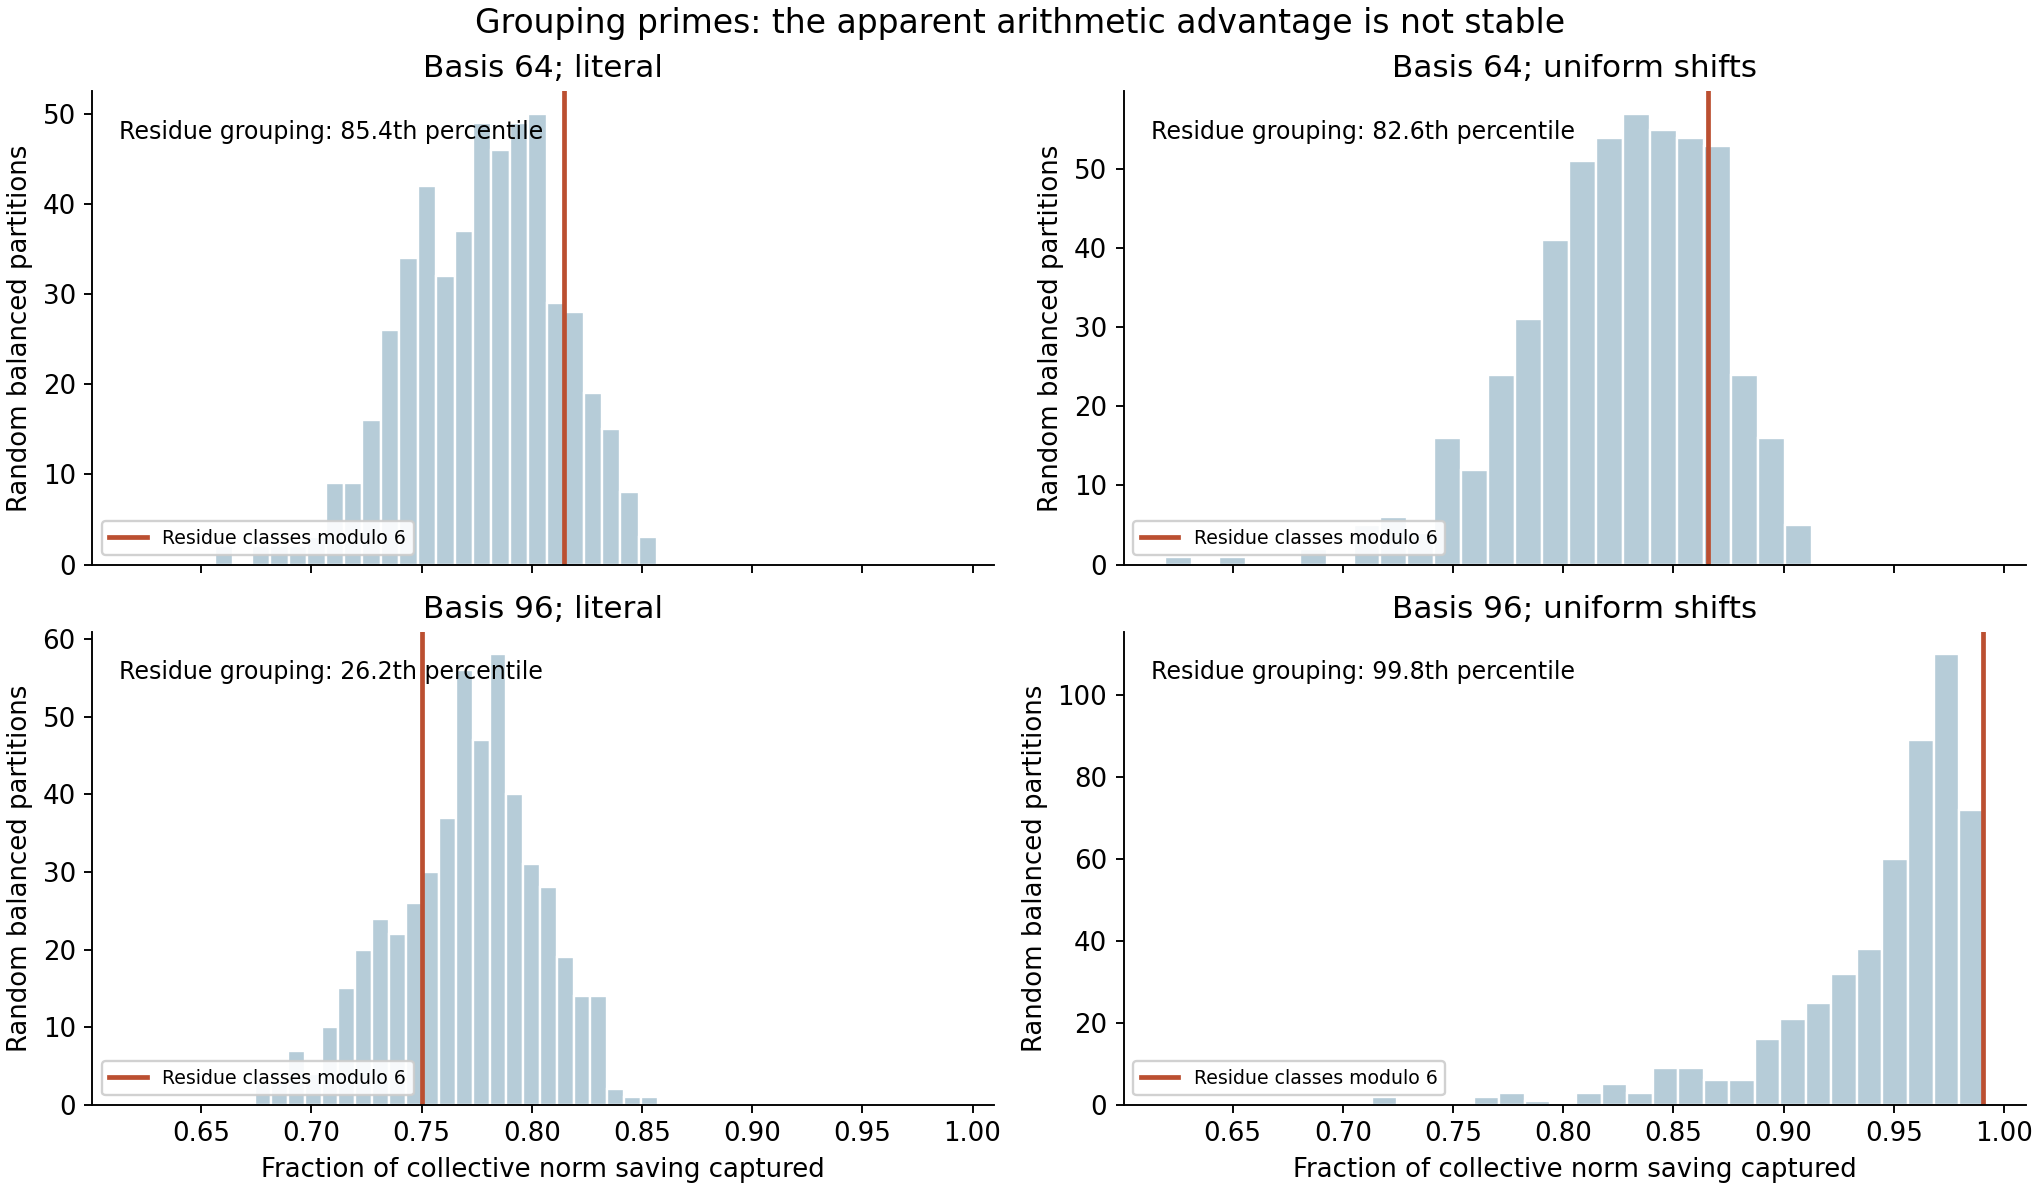 Grouping primes: the apparent arithmetic advantage is not stable
Basis 64; literal
Random balanced partitions
50
40
30
20
10
0
Residue grouping: 85.4th percentile
Residue classes modulo 6
Basis 64; uniform shifts
Random balanced partitions
50
40
30
20
10
0
Residue grouping: 82.6th percentile
Residue classes modulo 6
Basis 96; literal
Random balanced partitions
60
50
40
30
20
10
0
Residue grouping: 26.2th percentile
Residue classes modulo 6
0.65 0.70 0.75 0.80 0.85 0.90 0.95 1.00
Fraction of collective norm saving captured
Basis 96; uniform shifts
Random balanced partitions
100
80
60
40
20
0
Residue grouping: 99.8th percentile
Residue classes modulo 6
0.65 0.70 0.75 0.80 0.85 0.90 0.95 1.00
Fraction of collective norm saving captured